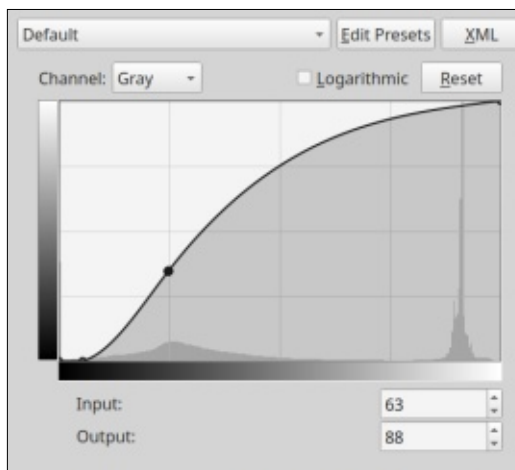 Default Edit Presets XML
Channel: Gray Logarithmic Reset
Input: 63
Output: 88